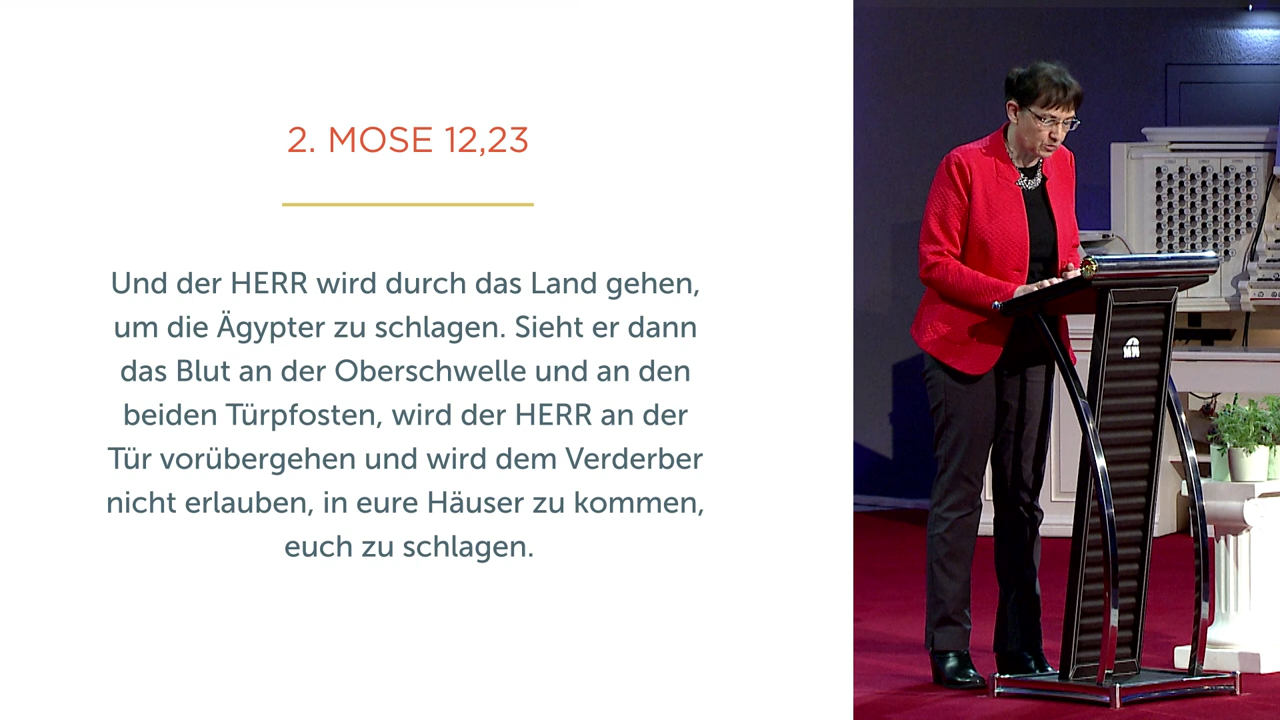 2. MOSE 12,23
Und der HERR wird durch das Land gehen,
um die Ägypter zu schlagen. Sieht er dann
das Blut an der Oberschwelle und an den
beiden Türpfosten, wird der HERR an der
Tür vorübergehen und wird dem Verderber
nicht erlauben, in eure Häuser zu kommen,
euch zu schlagen.